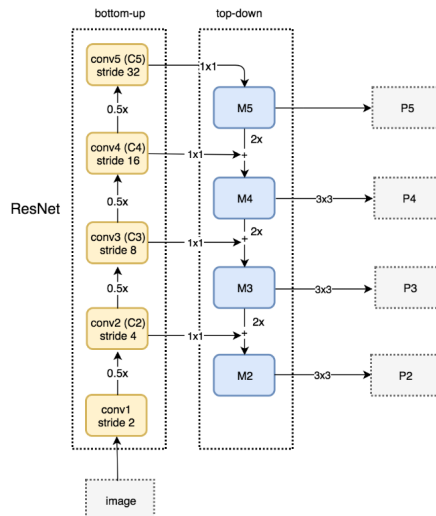 bottom-up
top-down
conv5 (C5)
stride 32
1x1
M5
P5
0.5x
2x
+
conv4 (C4)
stride 16
1x1
M4
3x3
P4
ResNet
0.5x
2x
+
conv3 (C3)
stride 8
1x1
M3
3x3
P3
0.5x
2x
+
conv2 (C2)
stride 4
1x1
M2
3x3
P2
0.5x
conv1
stride 2
image